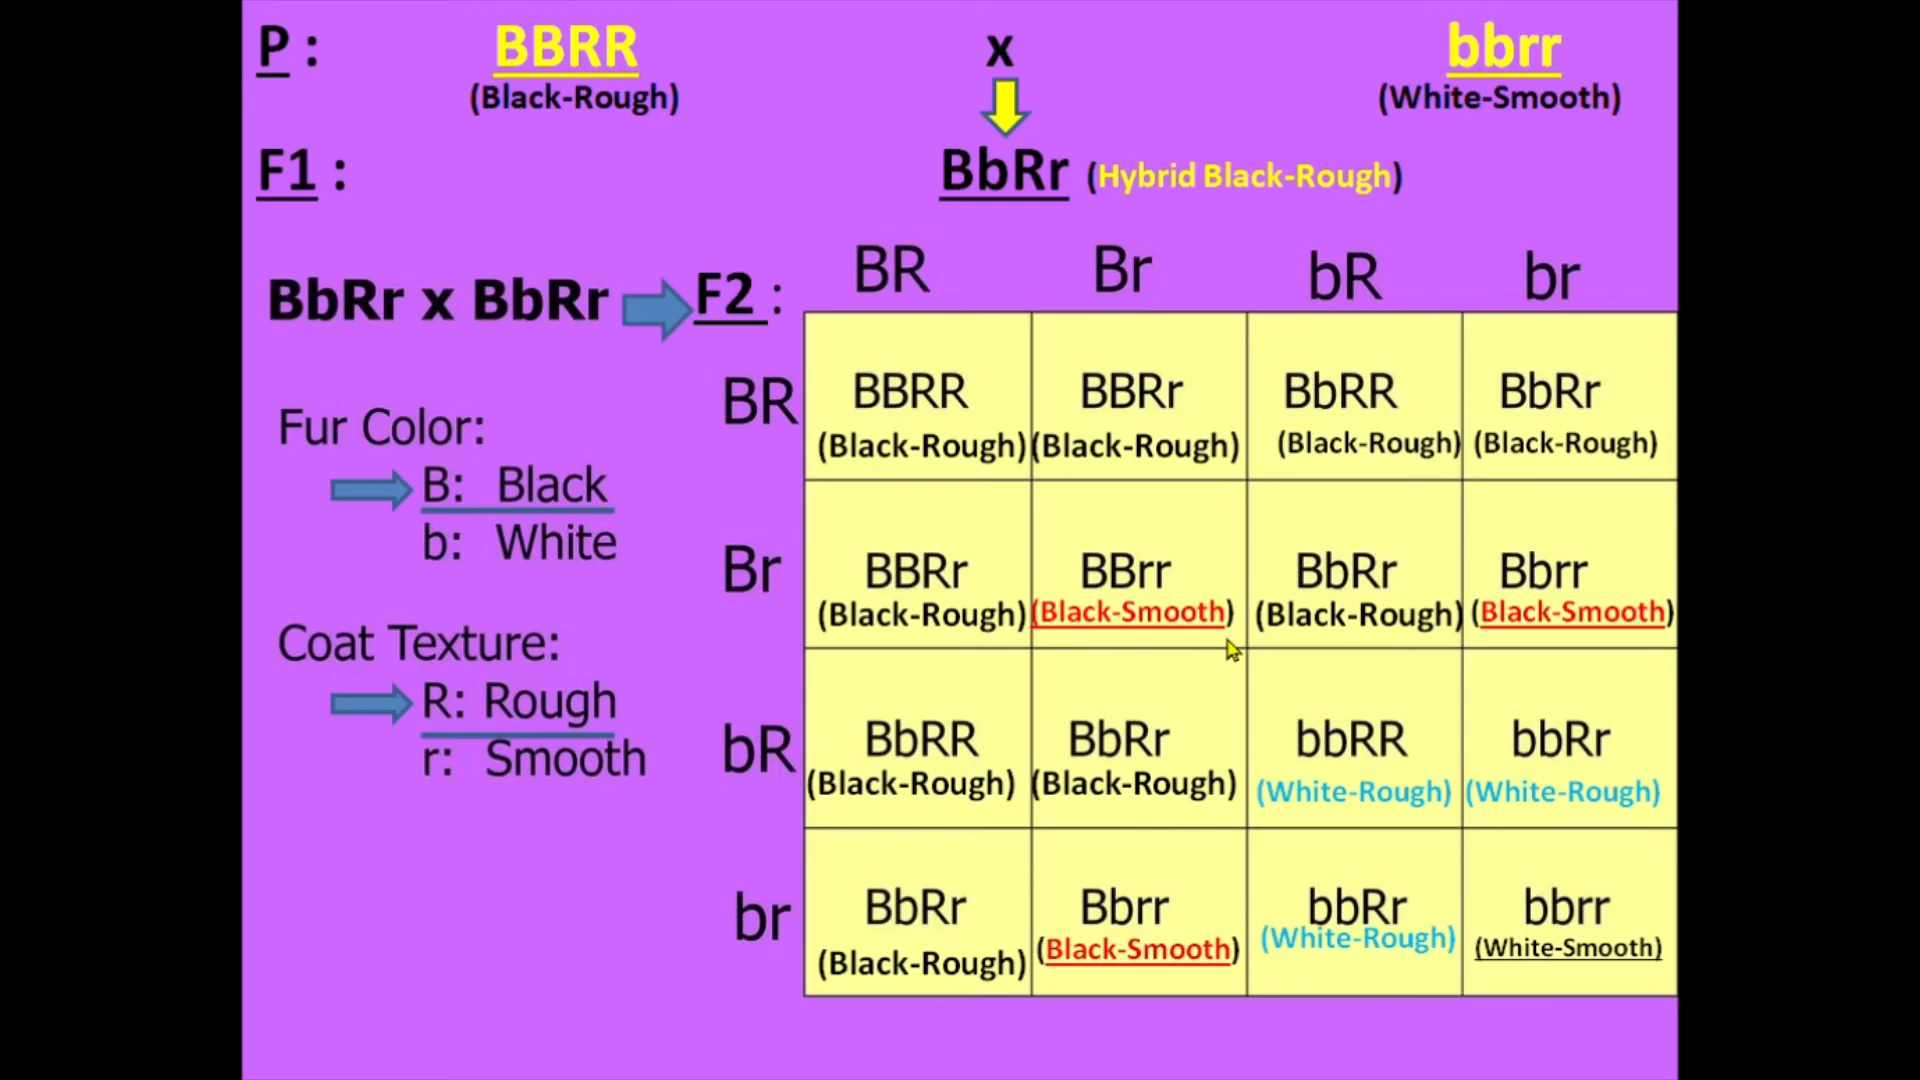 P : BBRR x bbrr
(Black-Rough) (White-Smooth)
F1 : BbRr (Hybrid Black-Rough)
BbRr x BbRr F2 :
BR Br bR br
Fur Color:
B: Black
b: White
Coat Texture:
R: Rough
r: Smooth
BR BBRR BBRr BbRR BbRr
(Black-Rough) (Black-Rough) (Black-Rough) (Black-Rough)
Br BBRr BBrr BbRr Bbrr
(Black-Rough) (Black-Smooth) (Black-Rough) (Black-Smooth)
bR BbRR BbRr bbRR bbRr
(Black-Rough) (Black-Rough) (White-Rough) (White-Rough)
br BbRr Bbrr bbRr bbrr
(Black-Rough) (Black-Smooth) (White-Rough) (White-Smooth)